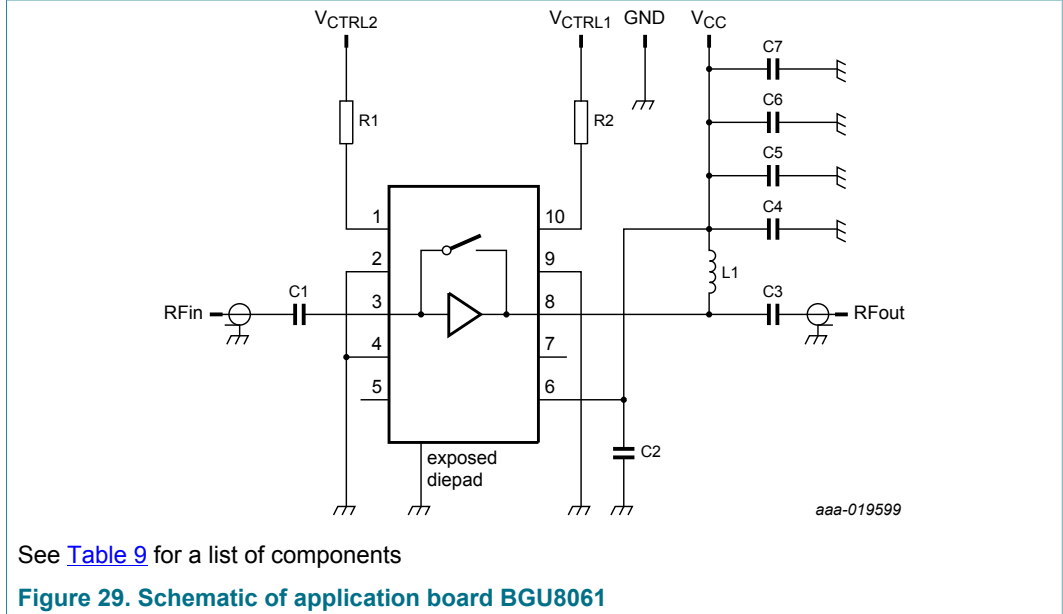 VCTRL2
VCTRL1 GND VCC
C7
C6
R1
R2
C5
C4
1
10
2
9
L1
C1
3
8
C3
RFin
RFout
4
7
5
6
C2
exposed
diepad
aaa-019599
See Table 9 for a list of components
Figure 29. Schematic of application board BGU8061